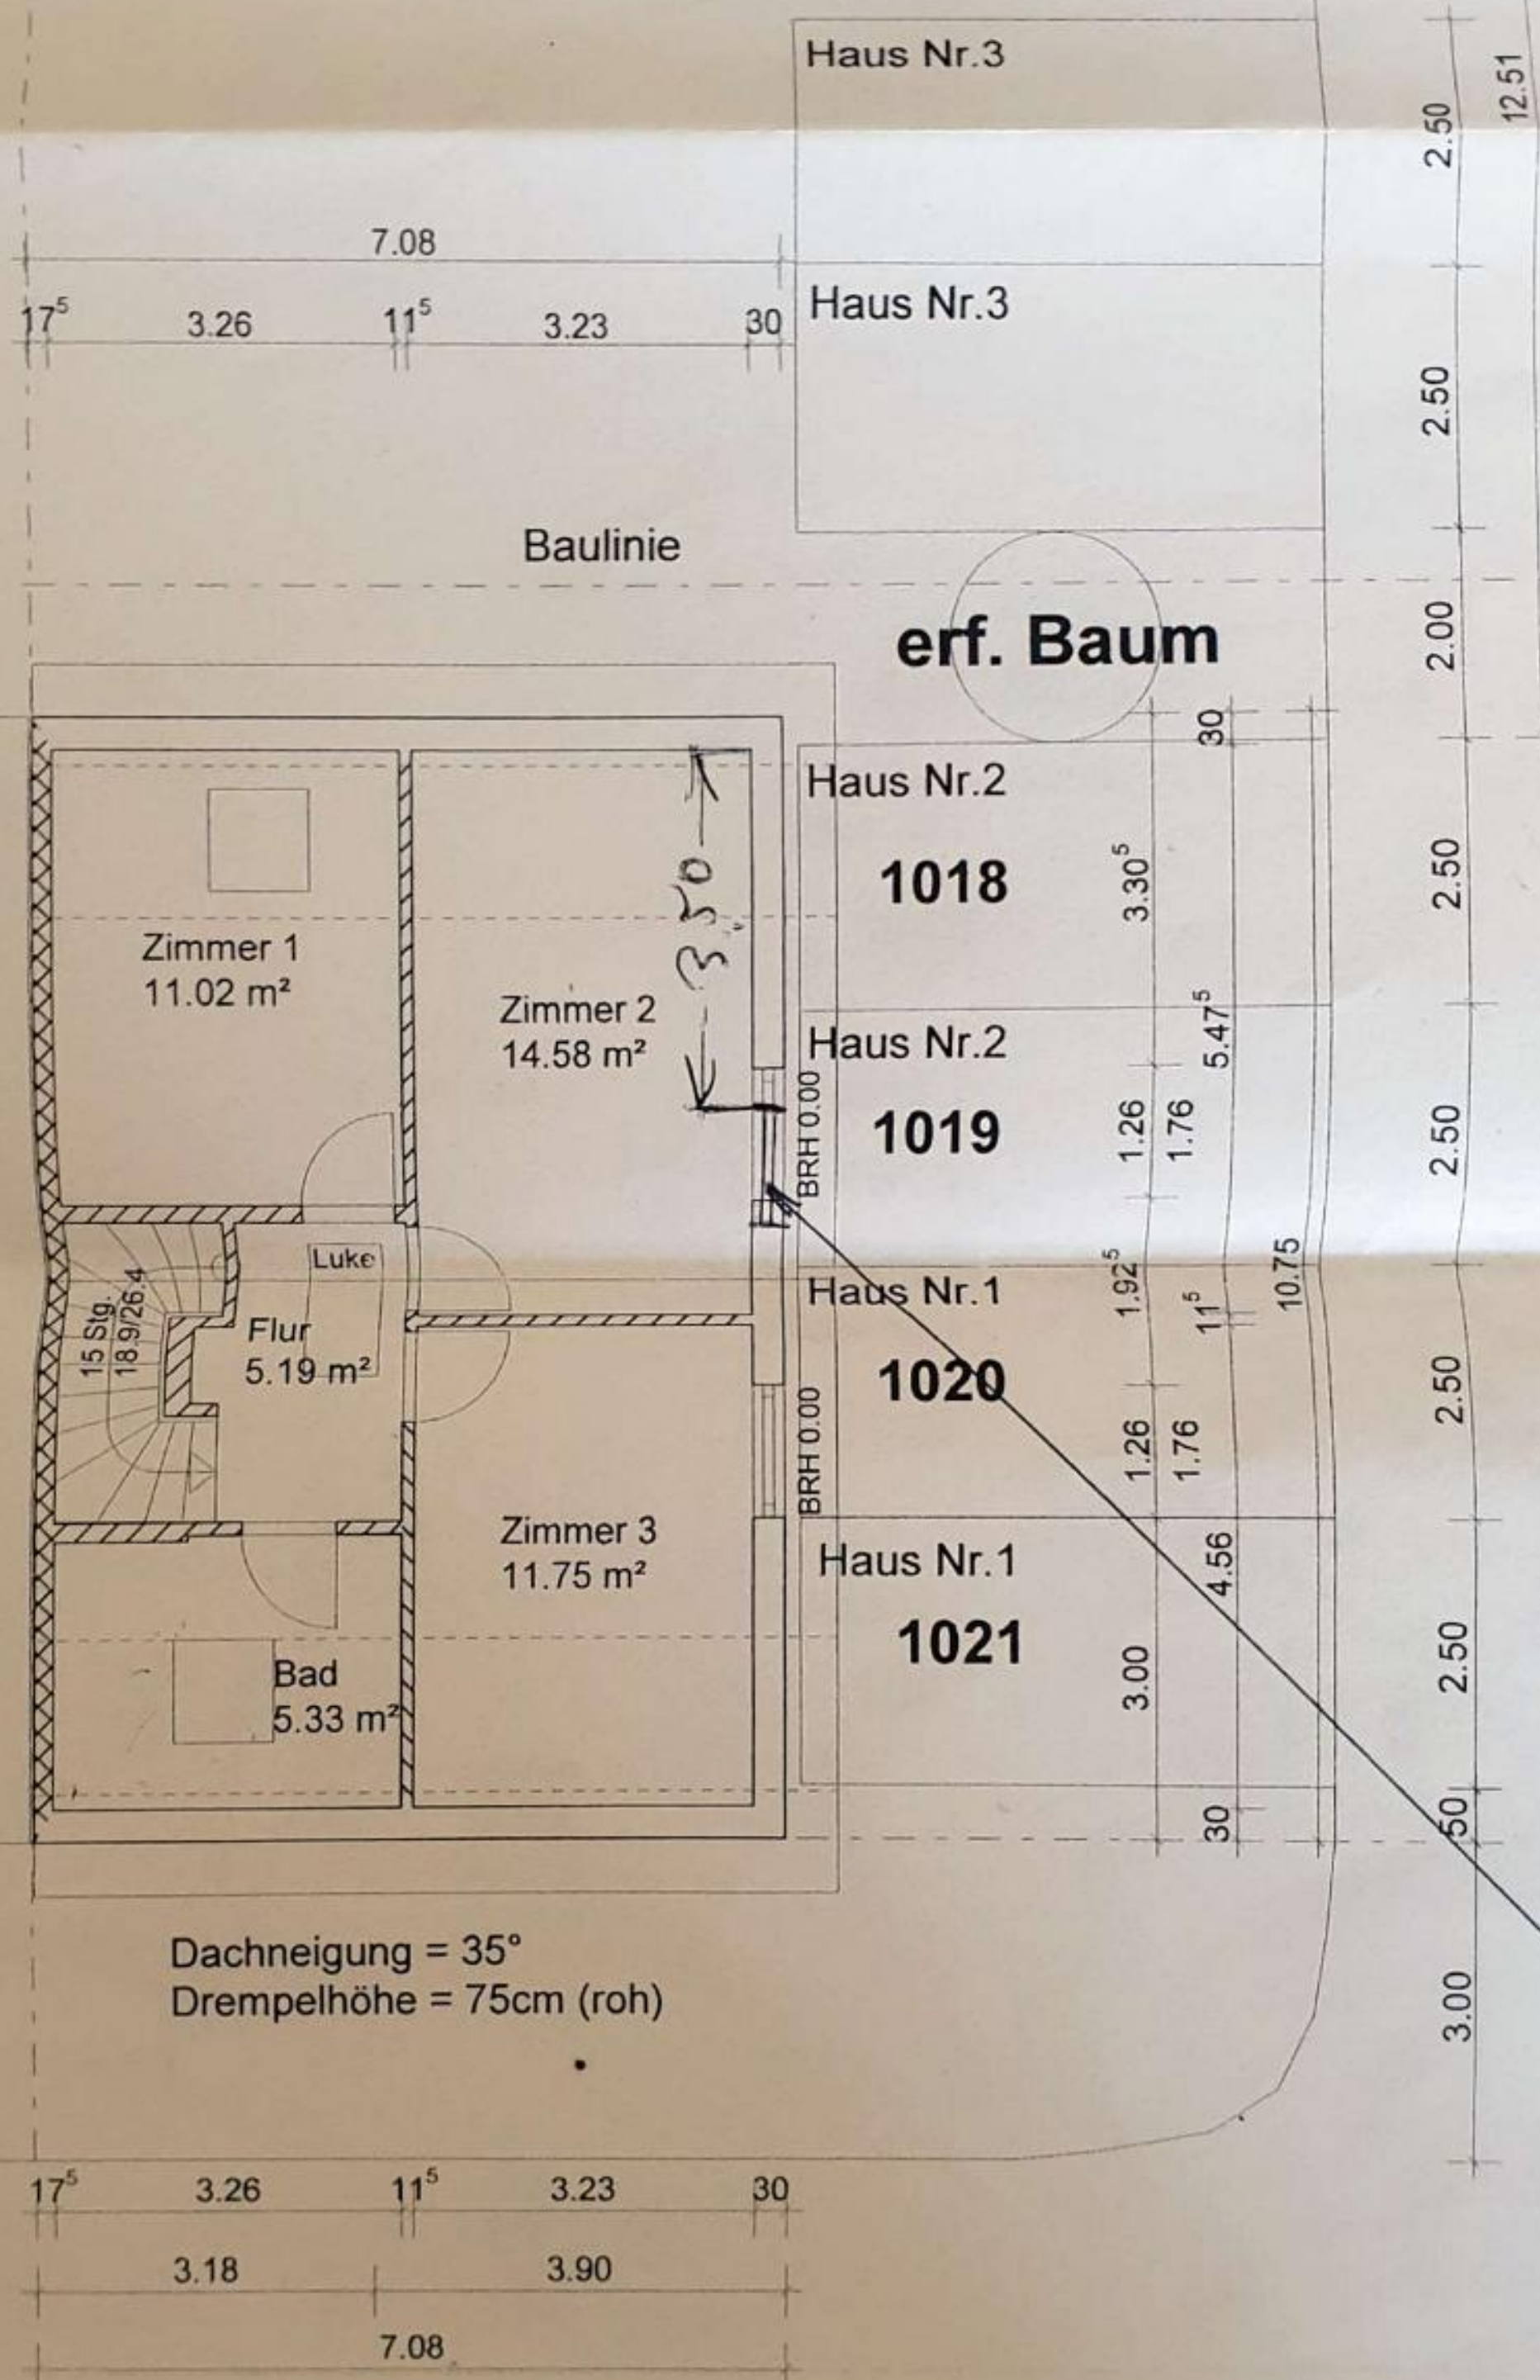 Haus Nr.3
2.50
12.51
7.08
Haus Nr.3
17⁵ 3.26 11⁵ 3.23 30
2.50
Baulinie
erf. Baum
2.00
30
Haus Nr.2
1018
3.30⁵
2.50
3.50
Zimmer 1
11.02 m²
Zimmer 2
14.58 m²
5.47⁵
Haus Nr.2
1019
BRH 0.00
1.26
1.76
2.50
Luke
15 Stg.
18.9/26.4
Flur
5.19 m²
Haus Nr.1
1020
1.92⁵
11⁵
10.75
2.50
BRH 0.00
1.26
1.76
Zimmer 3
11.75 m²
Haus Nr.1
1021
4.56
3.00
2.50
Bad
5.33 m²
30
50
Dachneigung = 35°
Drempelhöhe = 75cm (roh)
3.00
17⁵ 3.26 11⁵ 3.23 30
3.18 3.90
7.08